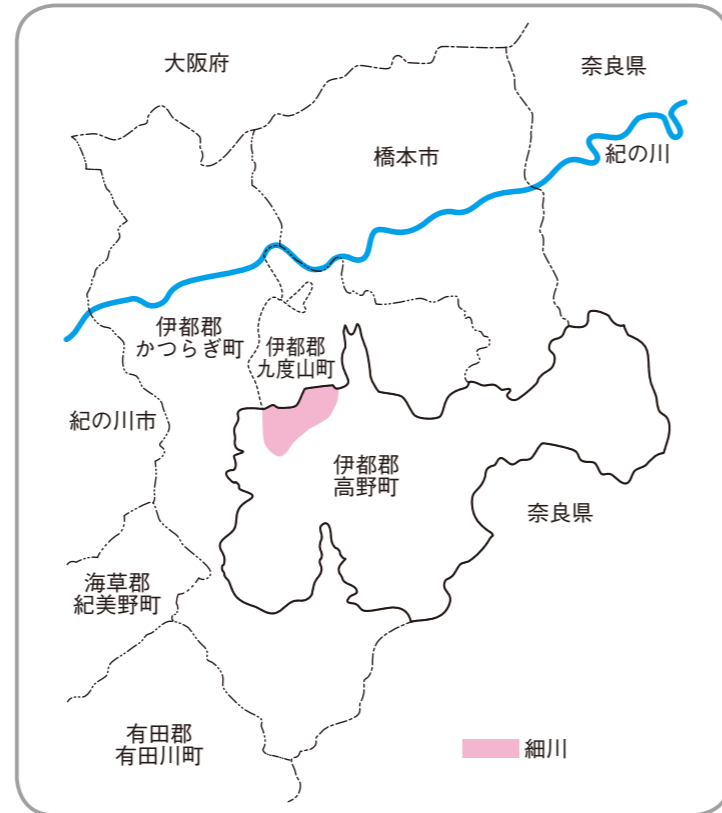 大阪府
奈良県
橋本市
紀の川
伊都郡
かつらぎ町
伊都郡
九度山町
紀の川市
伊都郡
高野町
奈良県
海草郡
紀美野町
有田郡
有田川町
細川